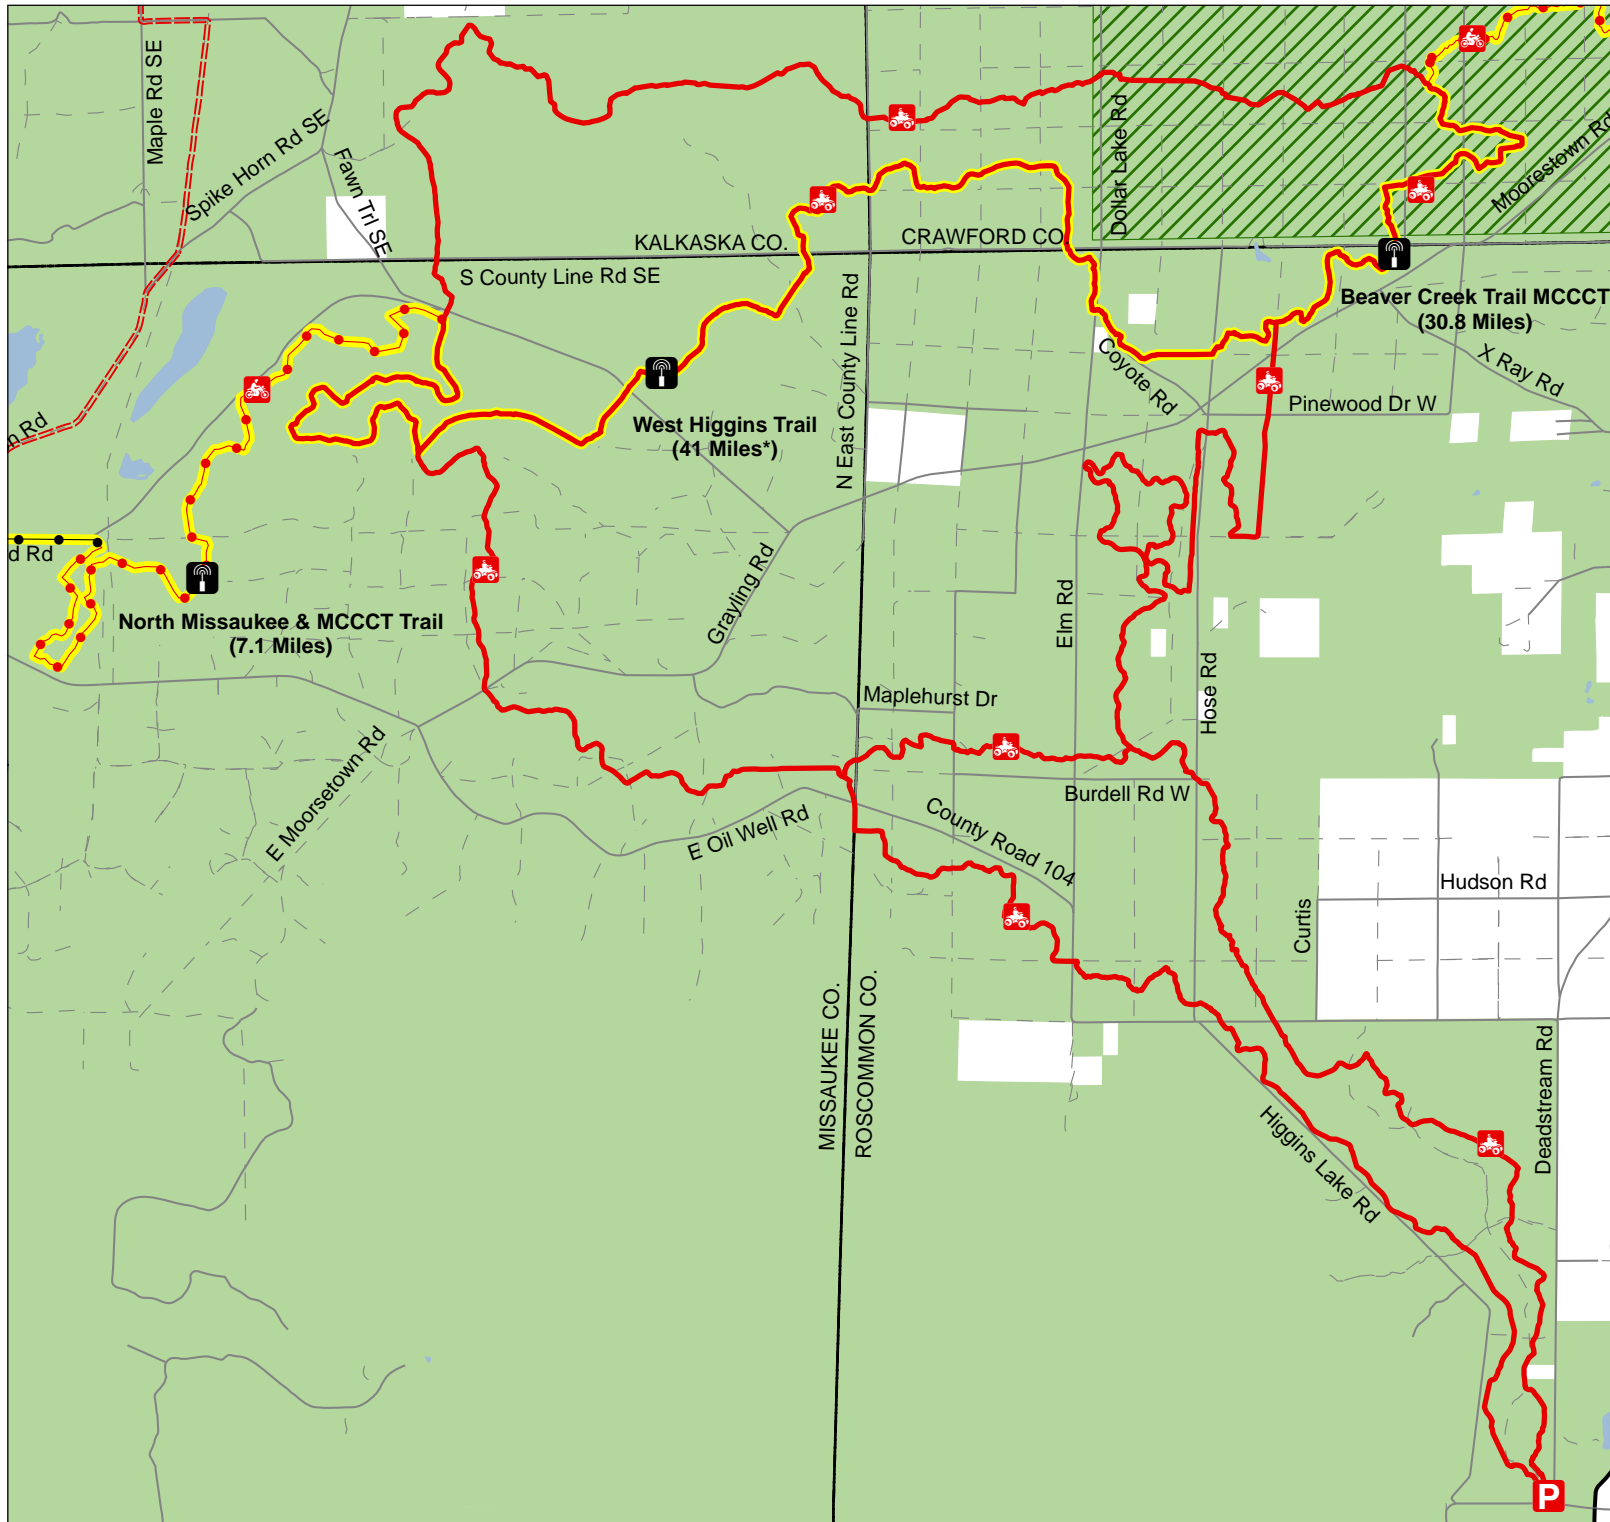 Maple Rd SE
Spike Horn Rd SE
Fawn Trl SE
Dollar Lake Rd
Moorestown Rd
KALKASKA CO.
CRAWFORD CO.
S County Line Rd SE
N East County Line Rd
Beaver Creek Trail MCCCT
(30.8 Miles)
Coyote Rd
X Ray Rd
Pinewood Dr W
West Higgins Trail
(41 Miles*)
n Rd
d Rd
Grayling Rd
Elm Rd
North Missaukee & MCCCT Trail
(7.1 Miles)
Hose Rd
Maplehurst Dr
E Moorsetown Rd
Burdell Rd W
E Oil Well Rd
County Road 104
Hudson Rd
Curtis
MISSAUKEE CO.
ROSCOMMON CO.
Deadstream Rd
Higgins Lake Rd
P